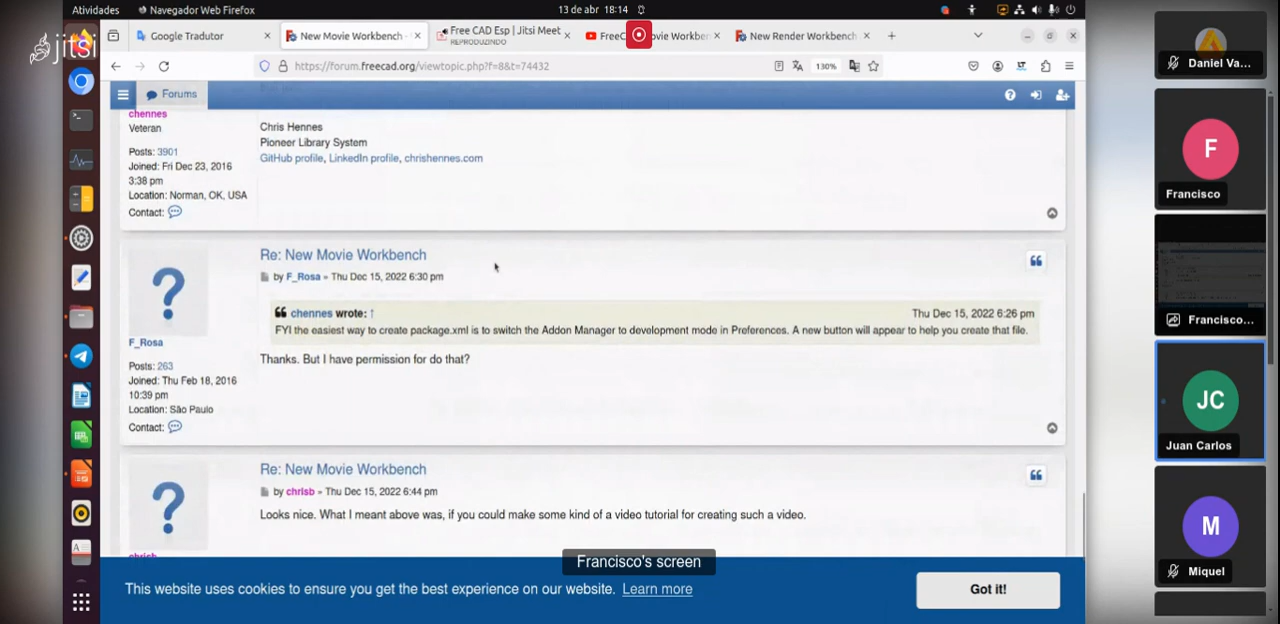 Atividades
Navegador Web Firefox
13 de abr 18:14
jitsi
Google Tradutor
New Movie Workbench -
Free CAD Esp | Jitsi Meet
REPRODUZINDO
FreeC
ovie Workben
New Render Workbench
https://forum.freecad.org/viewtopic.php?f=8&t=74432
130%
Forums
chennes
Veteran
Posts: 3901
Joined: Fri Dec 23, 2016
3:38 pm
Location: Norman, OK, USA
Contact:
Chris Hennes
Pioneer Library System
GitHub profile, LinkedIn profile, chrishennes.com
Re: New Movie Workbench
by F_Rosa » Thu Dec 15, 2022 6:30 pm
chennes wrote: ↑
Thu Dec 15, 2022 6:26 pm
FYI the easiest way to create package.xml is to switch the Addon Manager to development mode in Preferences. A new button will appear to help you create that file.
Thanks. But I have permission for do that?
F_Rosa
Posts: 263
Joined: Thu Feb 18, 2016
10:39 pm
Location: São Paulo
Contact:
Re: New Movie Workbench
by chrisb » Thu Dec 15, 2022 6:44 pm
Looks nice. What I meant above was, if you could make some kind of a video tutorial for creating such a video.
chrisb
Francisco's screen
This website uses cookies to ensure you get the best experience on our website. Learn more
Got it!
Daniel Va...
F
Francisco
Francisco...
JC
Juan Carlos
M
Miquel